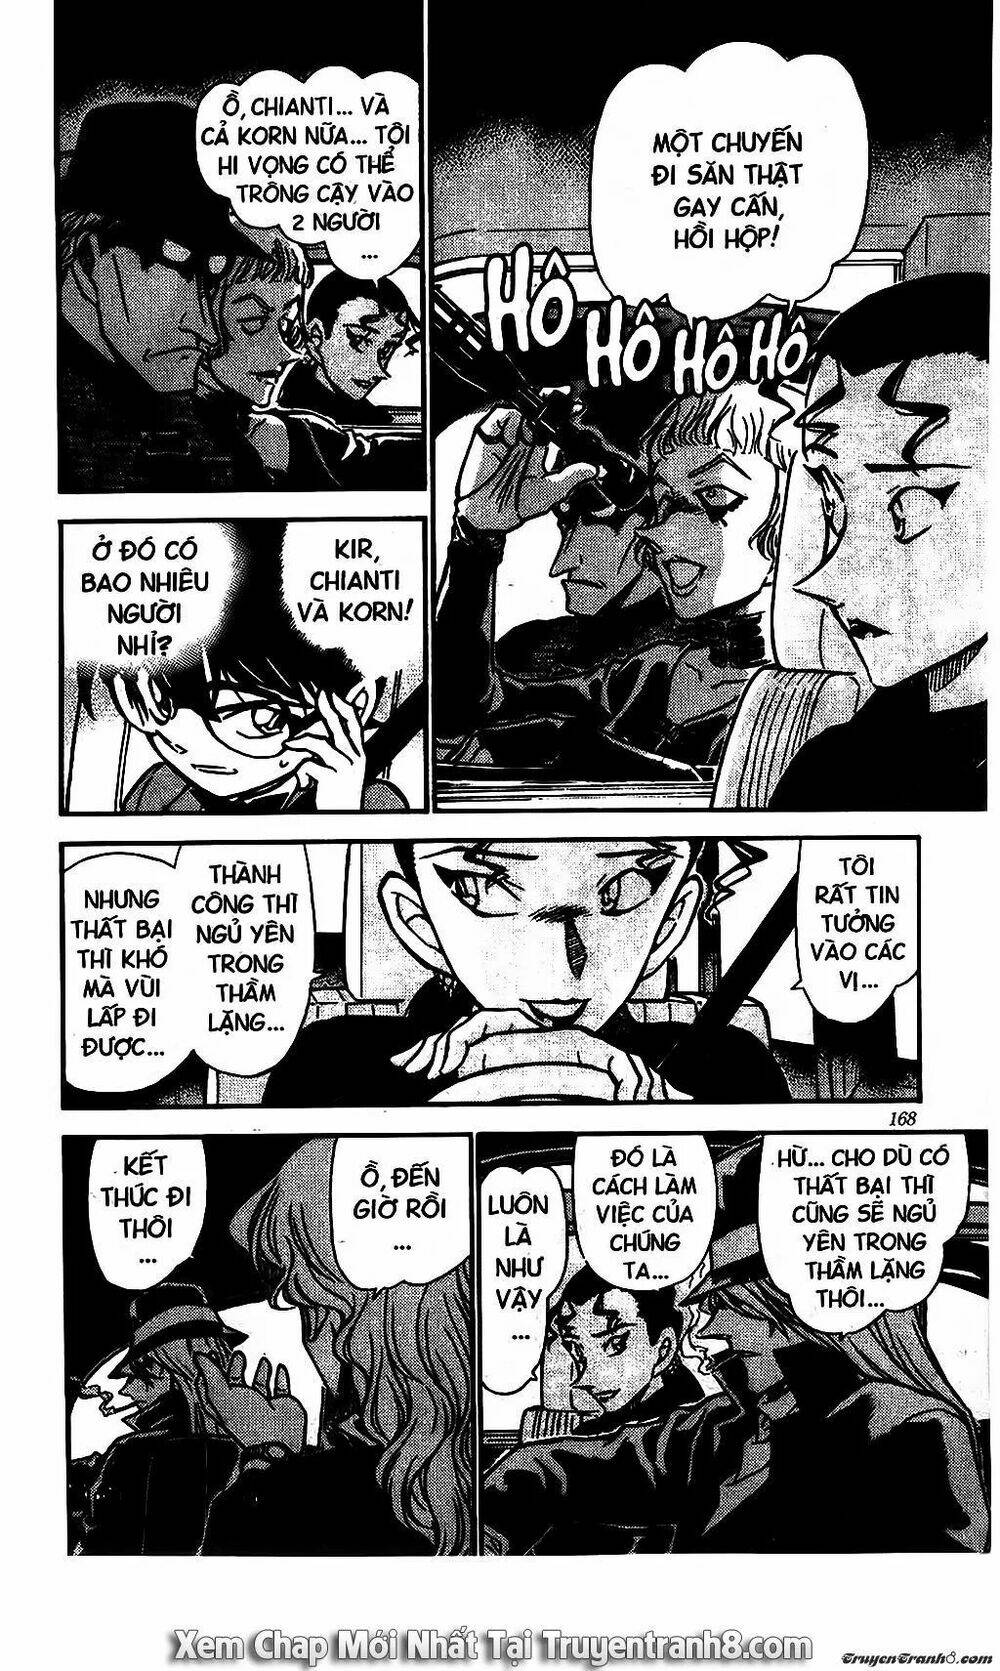 MỘT CHUYẾN
ĐI SĂN THẬT
GAY CẤN,
HỒI HỘP!
HÔ
HÔ
HÔ
HÔ
Ồ, CHIANTI... VÀ
CẢ KORN NỮA... TÔI
HI VỌNG CÓ THỂ
TRÔNG CẬY VÀO
2 NGƯỜI
...
KIR,
CHIANTI
VÀ KORN!
Ở ĐÓ CÓ
BAO NHIÊU
NGƯỜI
NHỈ?
TÔI
RẤT TIN
TƯỞNG
VÀO CÁC
VỊ...
THÀNH
CÔNG THÌ
NGỦ YÊN
TRONG
THẦM
LẶNG...
NHƯNG
THẤT BẠI
THÌ KHÓ
MÀ VÙI
LẤP ĐI
ĐƯỢC...
168
HỪ... CHO DÙ CÓ
THẤT BẠI THÌ
CŨNG SẼ NGỦ
YÊN TRONG
THẦM LẶNG
THÔI...
ĐÓ LÀ
CÁCH LÀM
VIỆC CỦA
CHÚNG
TA...
LUÔN
LÀ
NHƯ
VẬY
...
Ồ, ĐẾN
GIỜ RỒI
...
KẾT
THÚC ĐI
THÔI
...
Xem Chap Mới Nhất Tại Truyentranh8.com
TruyenTranh8.com